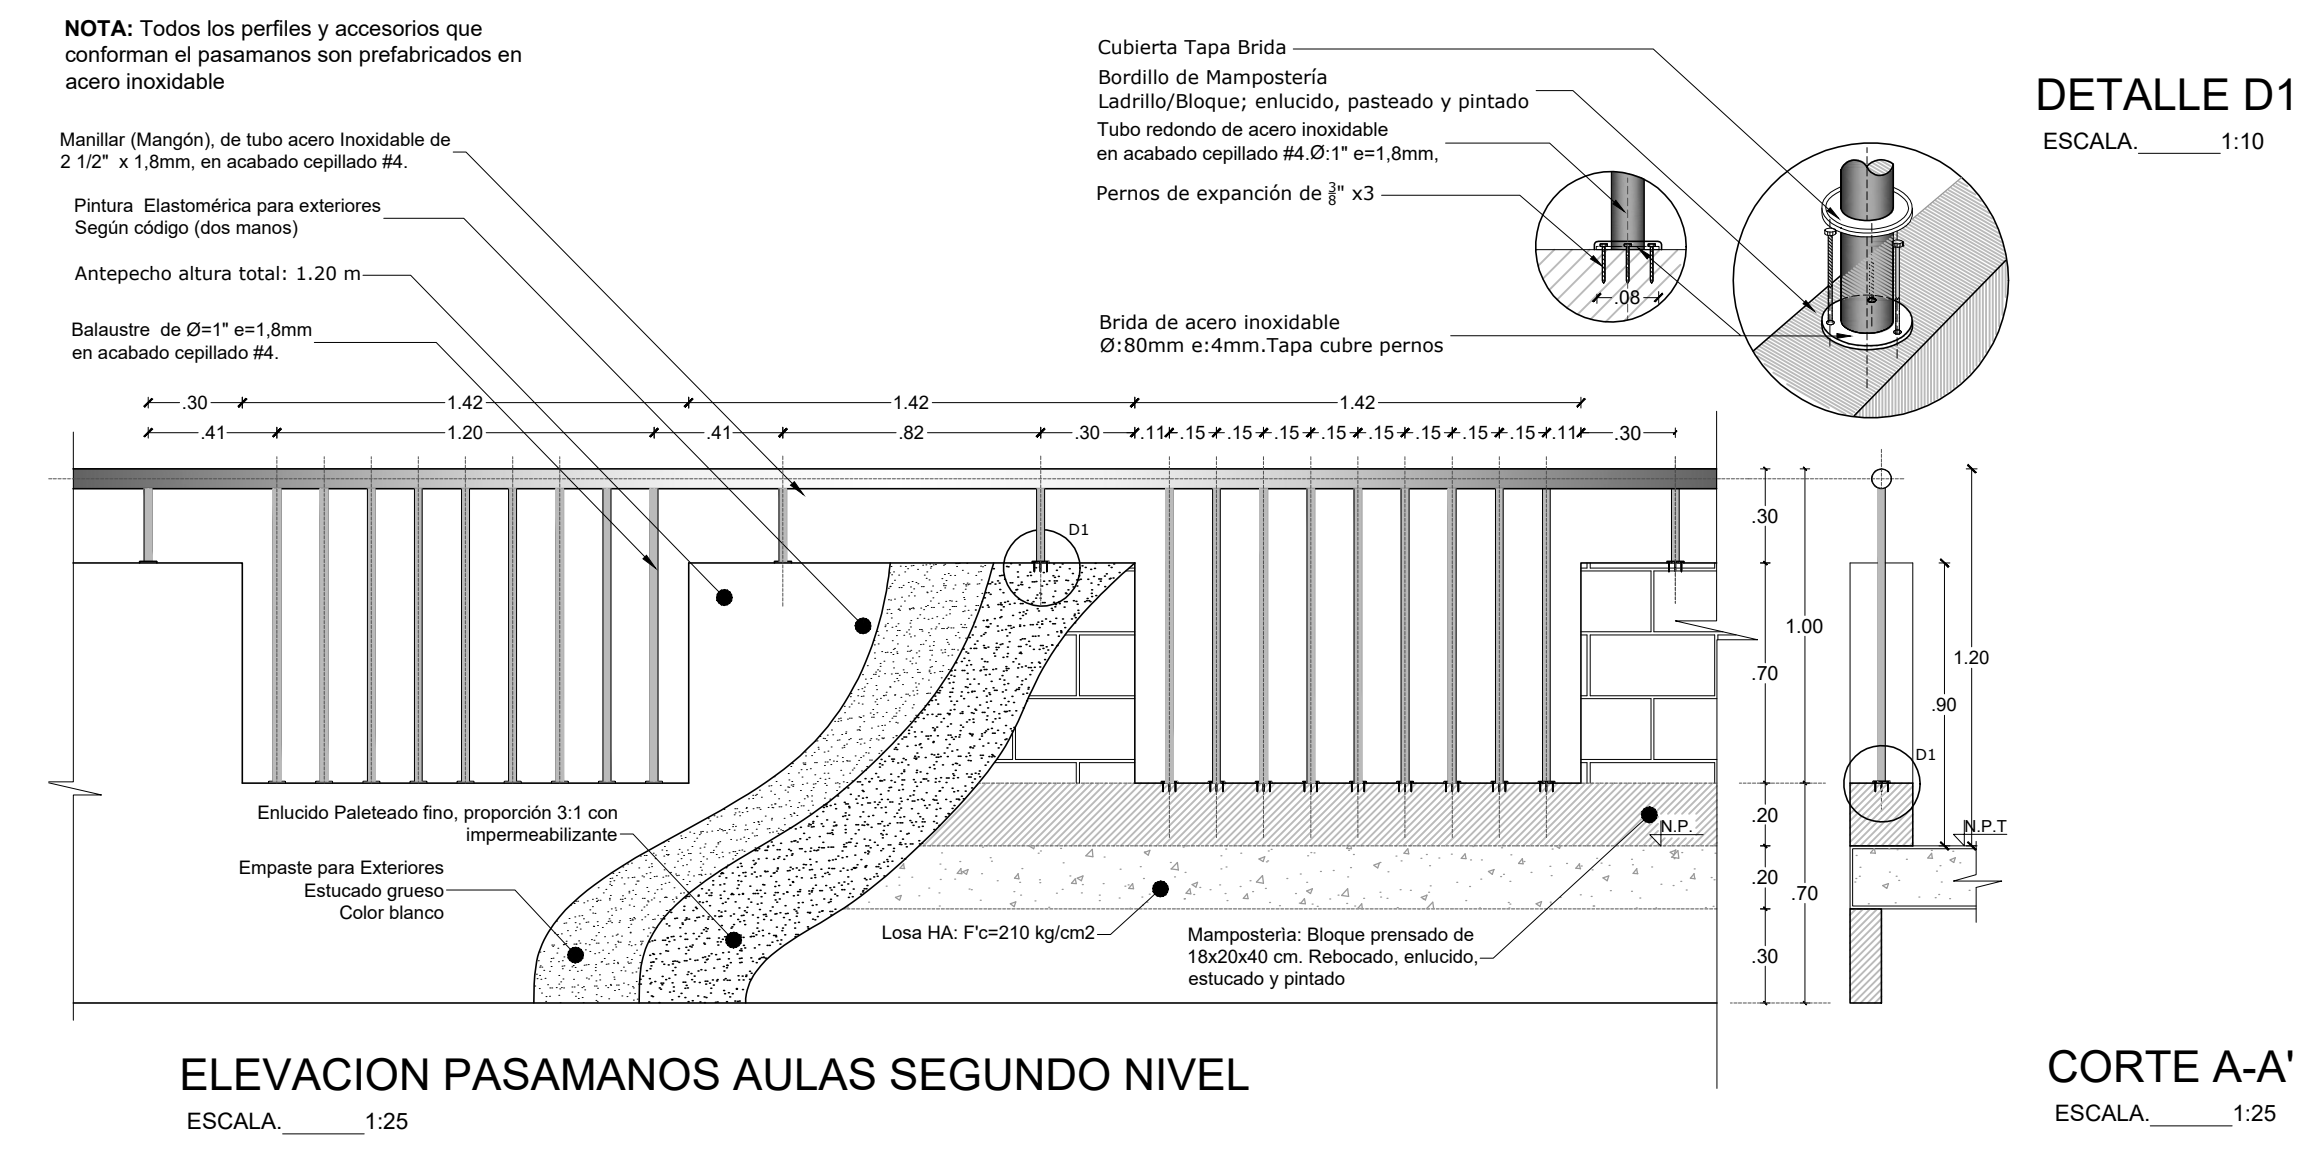 NOTA: Todos los perfiles y accesorios que
conforman el pasamanos son prefabricados en
acero inoxidable
Manillar (Mangón), de tubo acero Inoxidable de
2 1/2" x 1,8mm, en acabado cepillado #4.
Pintura Elastomérica para exteriores
Según código (dos manos)
Antepecho altura total: 1.20 m
Balaustre de Ø=1" e=1,8mm
en acabado cepillado #4.
Cubierta Tapa Brida
Bordillo de Mampostería
Ladrillo/Bloque; enlucido, pasteado y pintado
Tubo redondo de acero inoxidable
en acabado cepillado #4.Ø:1" e=1,8mm,
Pernos de expanción de 3/8" x3
.08
Brida de acero inoxidable
Ø:80mm e:4mm.Tapa cubre pernos
DETALLE D1
ESCALA.______1:10
.30 1.42 1.42 1.42
.41 1.20 .41 .82 .30 .11 .15 .15 .15 .15 .15 .15 .15 .15 .11 .30
D1
.30
1.00
.70
1.20
.90
D1
.20
N.P.
N.P.T
.20
.70
.30
Enlucido Paleteado fino, proporción 3:1 con
impermeabilizante
Empaste para Exteriores
Estucado grueso
Color blanco
Losa HA: F'c=210 kg/cm2
Mamposterìa: Bloque prensado de
18x20x40 cm. Rebocado, enlucido,
estucado y pintado
ELEVACION PASAMANOS AULAS SEGUNDO NIVEL
ESCALA.______1:25
CORTE A-A'
ESCALA.______1:25